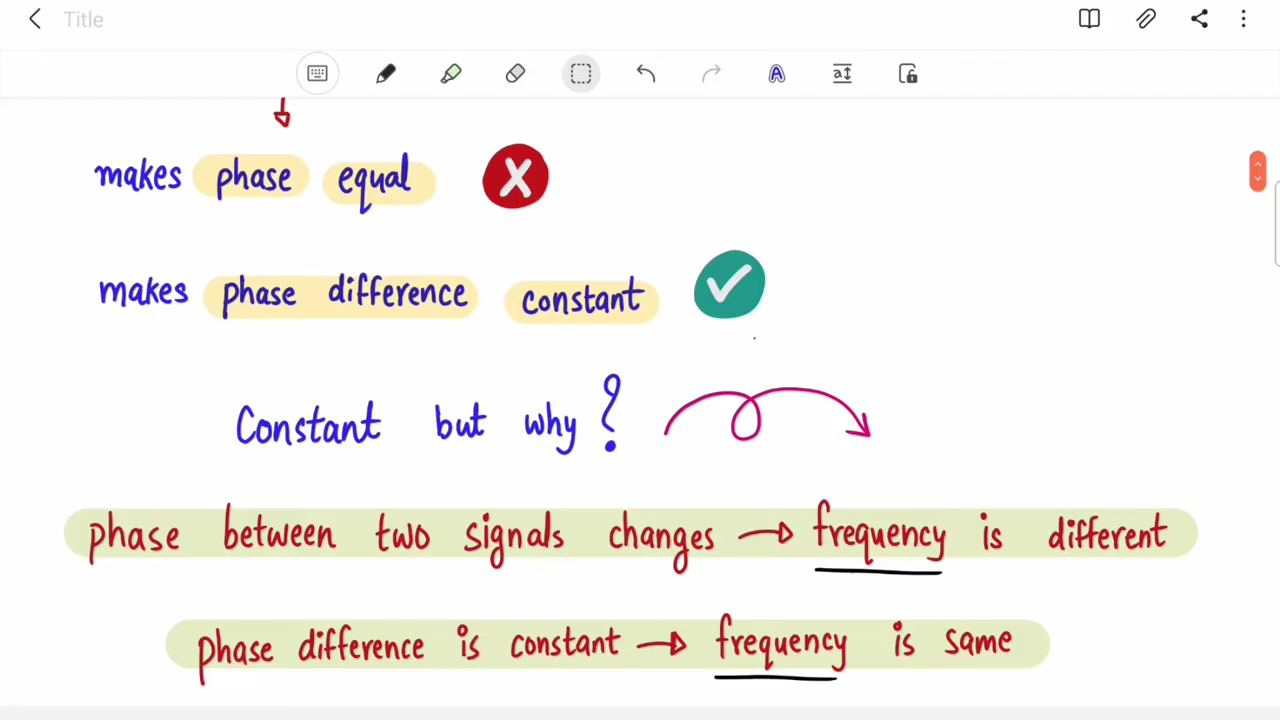 Title
makes phase equal
makes phase difference constant
Constant but why ?
phase between two signals changes → frequency is different
phase difference is constant → frequency is same